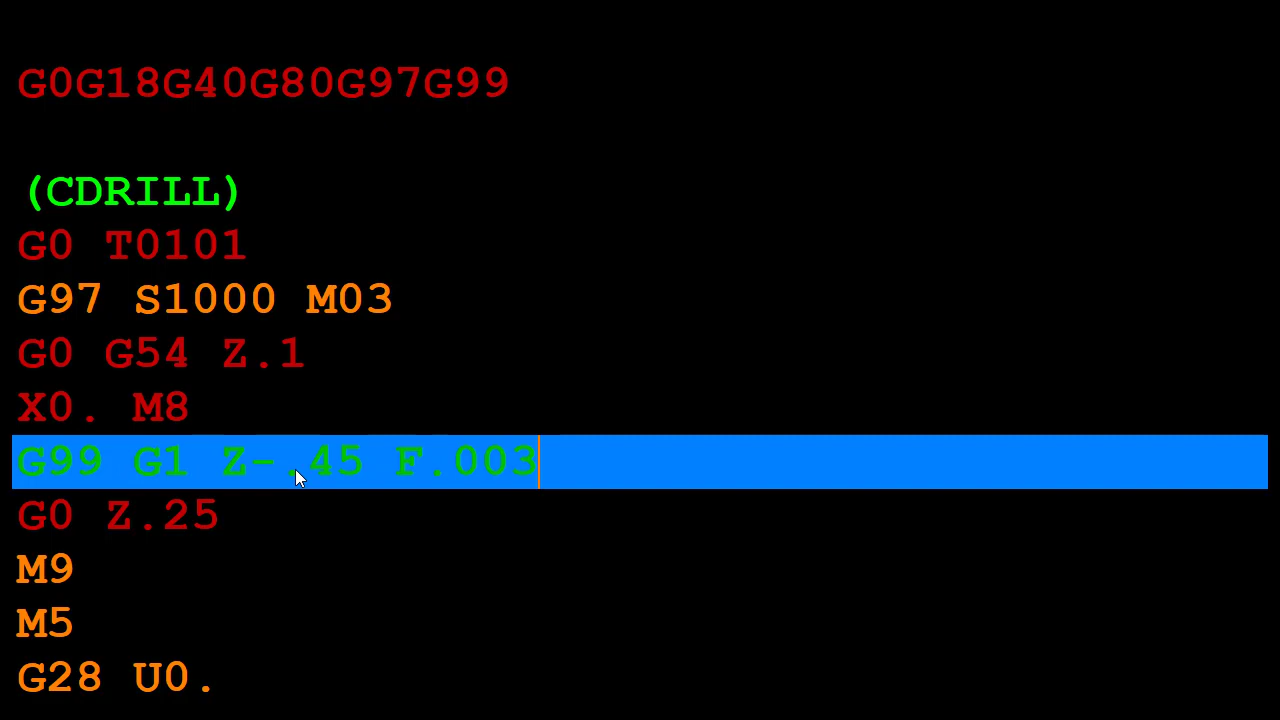 G0G18G40G80G97G99
(CDRILL)
G0 T0101
G97 S1000 M03
G0 G54 Z.1
X0. M8
G99 G1 Z-.45 F.003
G0 Z.25
M9
M5
G28 U0.